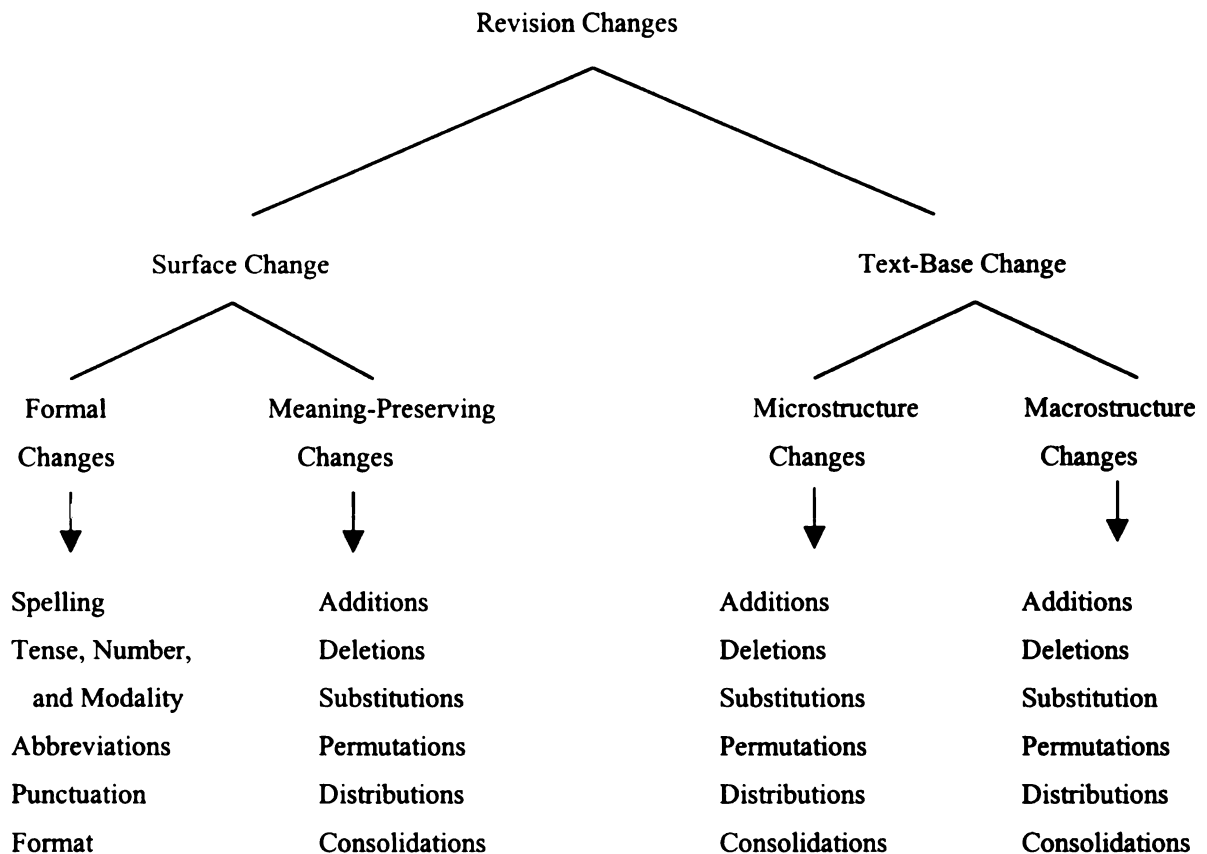 Revision Changes
Surface Change Text-Base Change
Formal Meaning-Preserving Microstructure Macrostructure
Changes Changes Changes Changes
Spelling Additions Additions Additions
Tense, Number, Deletions Deletions Deletions
and Modality Substitutions Substitutions Substitution
Abbreviations Permutations Permutations Permutations
Punctuation Distributions Distributions Distributions
Format Consolidations Consolidations Consolidations